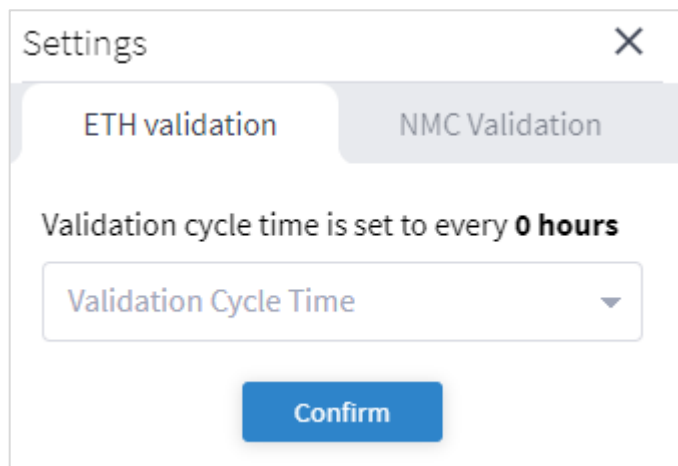 Settings
ETH validation
NMC Validation
Validation cycle time is set to every 0 hours
Validation Cycle Time
Confirm